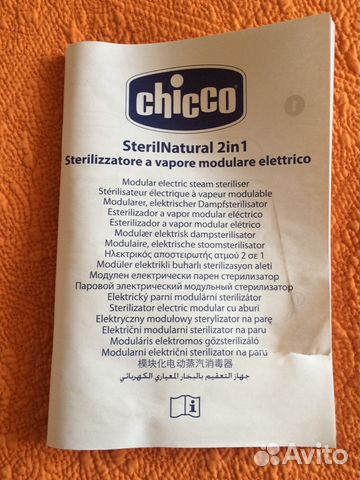 chicco
SterilNatural 2in1
Sterilizzatore a vapore modulare elettrico
Modular electric steam steriliser
Stérilisateur électrique à vapeur modulable
Modularer, elektrischer Dampfsterilisator
Esterilizador a vapor modular eléctrico
Esterilizador a vapor modular elétrico
Modulær elektrisk dampsterilisator
Modulaire, elektrische stoomsterilisator
Ηλεκτρικός αποστειρωτής ατμού 2 σε 1
Modüler elektrikli buharlı sterilizasyon aleti
Модулен електрически парен стерилизатор
Паровой электрический модульный стерилизатор
Elektrický parní modulární sterilizátor
Sterilizator electric modular cu aburi
Elektryczny modułowy sterylizator na parę
Električni modularni sterilizator na paru
Moduláris elektromos gőzsterilizáló
Modularni električni sterilizator na paru
模块化电动蒸汽消毒器
جهاز التعقيم بالبخار المعياري الكهربائي
i
Avito